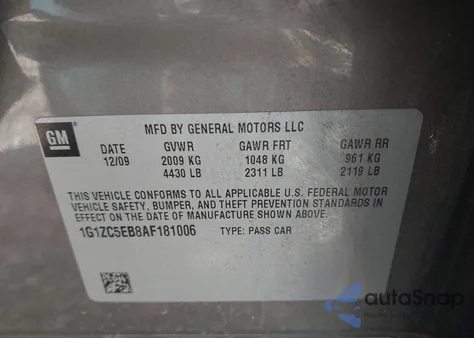 GM
MFD BY GENERAL MOTORS LLC
DATE GVWR GAWR FRT GAWR RR
12/09 2009 KG 1048 KG 961 KG
4430 LB 2311 LB 2119 LB
THIS VEHICLE CONFORMS TO ALL APPLICABLE U.S. FEDERAL MOTOR
VEHICLE SAFETY, BUMPER, AND THEFT PREVENTION STANDARDS IN
EFFECT ON THE DATE OF MANUFACTURE SHOWN ABOVE.
1G1ZC5EB8AF181006 TYPE: PASS CAR
autoSnap